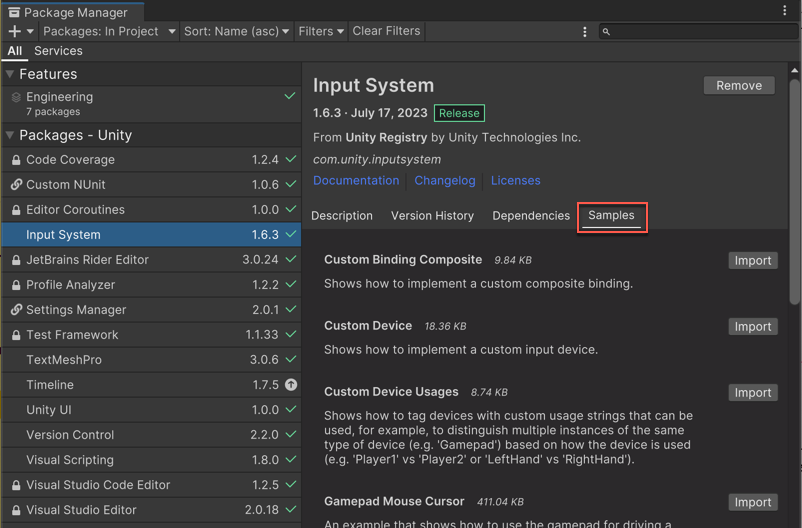 Package Manager
Packages: In Project
Sort: Name (asc)
Filters
Clear Filters
All
Services
Features
Engineering
7 packages
Packages - Unity
Code Coverage 1.2.4
Custom NUnit 1.0.6
Editor Coroutines 1.0.0
Input System 1.6.3
JetBrains Rider Editor 3.0.24
Profile Analyzer 1.2.2
Settings Manager 2.0.1
Test Framework 1.1.33
TextMeshPro 3.0.6
Timeline 1.7.5
Unity UI 1.0.0
Version Control 2.2.0
Visual Scripting 1.8.0
Visual Studio Code Editor 1.2.5
Visual Studio Editor 2.0.18
Input System
Remove
1.6.3 · July 17, 2023 Release
From Unity Registry by Unity Technologies Inc.
com.unity.inputsystem
Documentation
Changelog
Licenses
Description
Version History
Dependencies
Samples
Custom Binding Composite 9.84 KB
Import
Shows how to implement a custom composite binding.
Custom Device 18.36 KB
Import
Shows how to implement a custom input device.
Custom Device Usages 8.74 KB
Import
Shows how to tag devices with custom usage strings that can be
used, for example, to distinguish multiple instances of the same
type of device (e.g. 'Gamepad') based on how the device is used
(e.g. 'Player1' vs 'Player2' or 'LeftHand' vs 'RightHand').
Gamepad Mouse Cursor 411.04 KB
Import
An example that shows how to use the gamepad for driving a